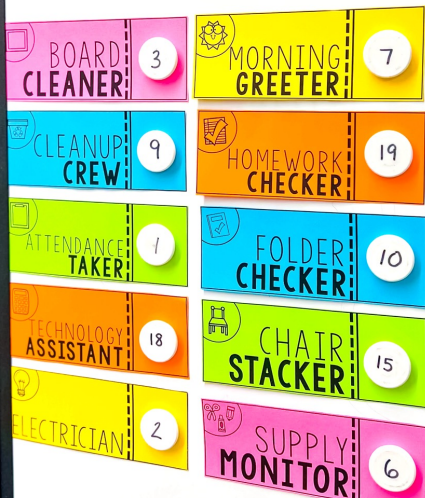 BOARD
CLEANER
3
CLEANUP
CREW
9
ATTENDANCE
TAKER
1
TECHNOLOGY
ASSISTANT
18
ELECTRICIAN
2
MORNING
GREETER
7
HOMEWORK
CHECKER
19
FOLDER
CHECKER
10
CHAIR
STACKER
15
SUPPLY
MONITOR
6